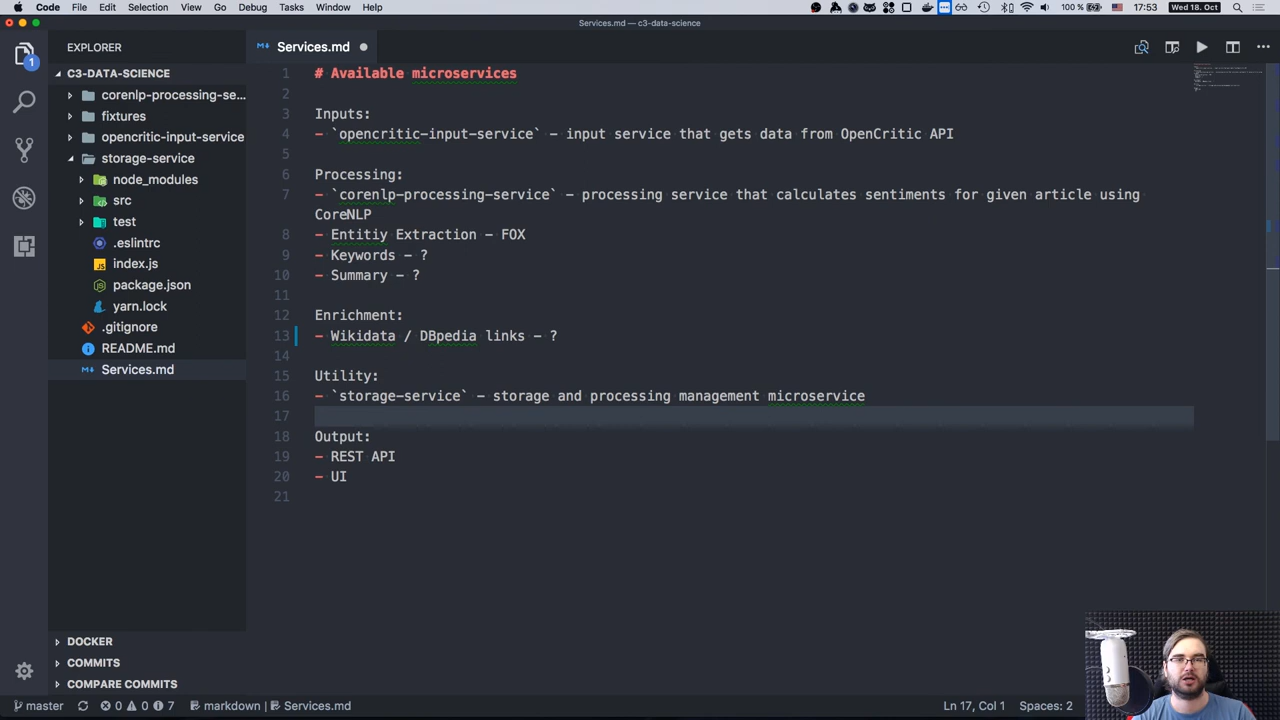 Code File Edit Selection View Go Debug Tasks Window Help 100 % 17:53 Wed 18. Oct
Services.md — c3-data-science
EXPLORER
Services.md
C3-DATA-SCIENCE
corenlp-processing-se...
fixtures
opencritic-input-service
storage-service
node_modules
src
test
.eslintrc
index.js
package.json
yarn.lock
.gitignore
README.md
Services.md
DOCKER
COMMITS
COMPARE COMMITS
1
1 # Available microservices
2
3 Inputs:
4 - `opencritic-input-service` - input service that gets data from OpenCritic API
5
6 Processing:
7 - `corenlp-processing-service` - processing service that calculates sentiments for given article using
CoreNLP
8 - Entitiy Extraction - FOX
9 - Keywords - ?
10 - Summary - ?
11
12 Enrichment:
13 - Wikidata / DBpedia links - ?
14
15 Utility:
16 - `storage-service` - storage and processing management microservice
17
18 Output:
19 - REST API
20 - UI
21
master 0 0 7 markdown | Services.md Ln 17, Col 1 Spaces: 2